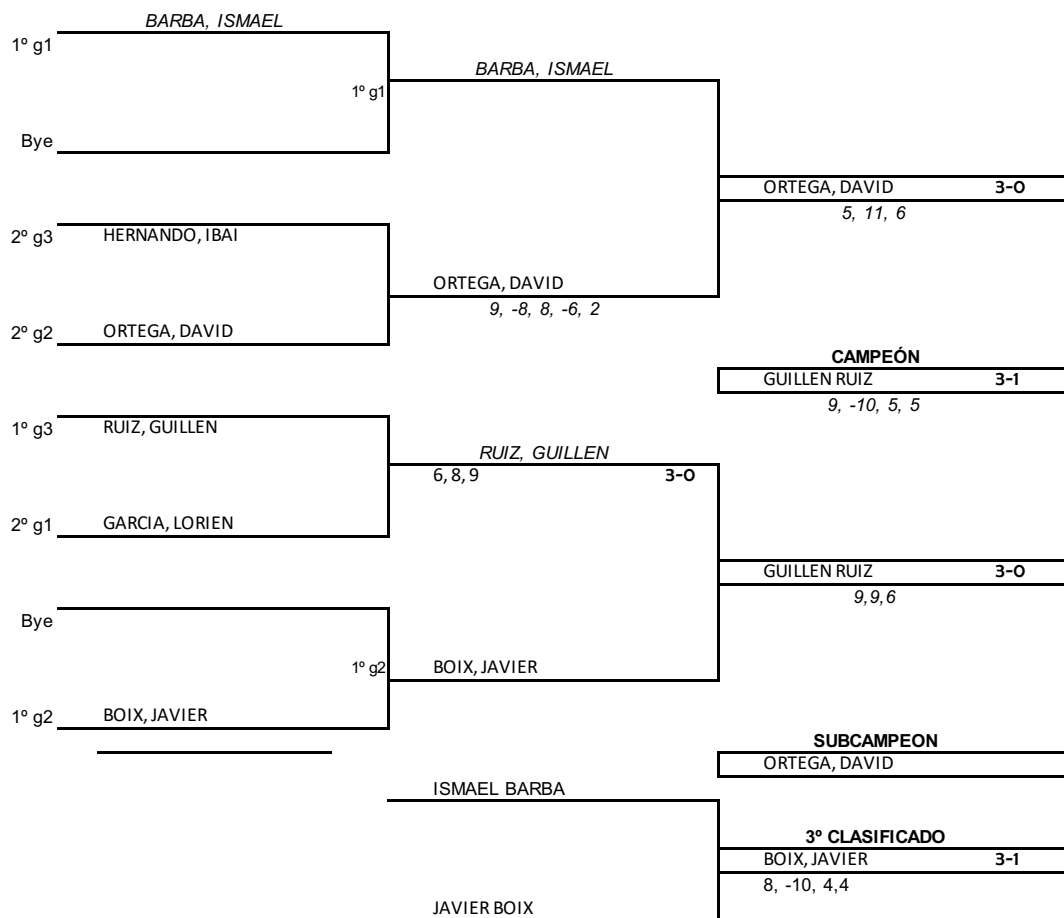 BARBA, ISMAEL
1º g1
BARBA, ISMAEL
1º g1
Bye
ORTEGA, DAVID 3-0
5, 11, 6
2º g3 HERNANDO, IBAI
ORTEGA, DAVID
9, -8, 8, -6, 2
2º g2 ORTEGA, DAVID
CAMPEÓN
GUILLEN RUIZ 3-1
9, -10, 5, 5
1º g3 RUIZ, GUILLEN
RUIZ, GUILLEN
6, 8, 9 3-0
2º g1 GARCIA, LORIEN
GUILLEN RUIZ 3-0
9,9,6
Bye
1º g2 BOIX, JAVIER
1º g2 BOIX, JAVIER
SUBCAMPEON
ORTEGA, DAVID
ISMAEL BARBA
3º CLASIFICADO
BOIX, JAVIER 3-1
8, -10, 4,4
JAVIER BOIX